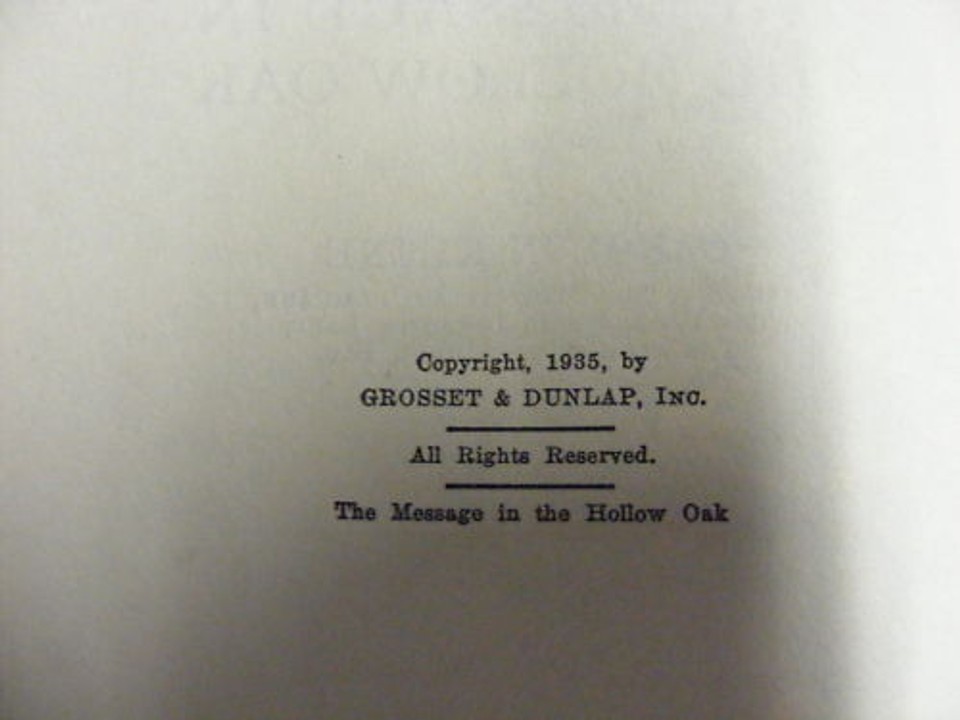 Copyright, 1935, by
GROSSET & DUNLAP, INC.
All Rights Reserved.
The Message in the Hollow Oak